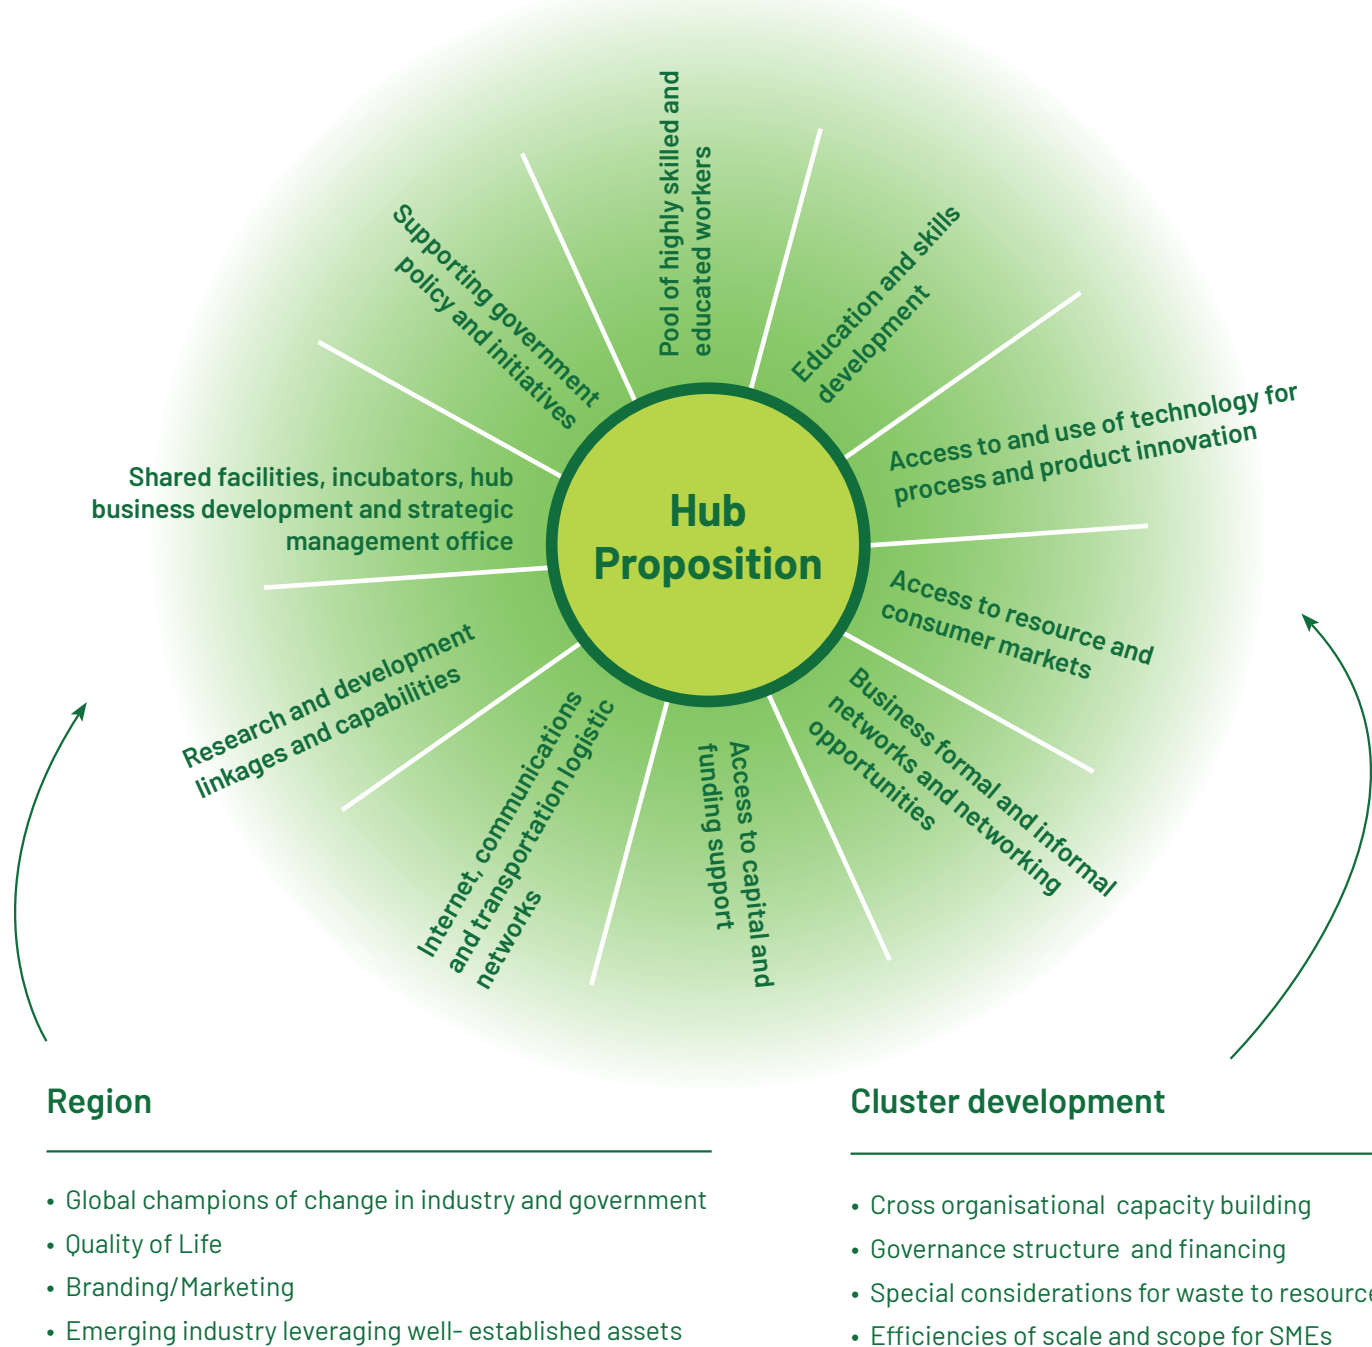 Pool of highly skilled and
educated workers
Education and skills
development
Access to and use of technology for
process and product innovation
Access to resource and
consumer markets
Business formal and informal
networks and networking
opportunities
Access to capital and
funding support
Internet, communications
and transportation logistic
networks
Research and development
linkages and capabilities
Shared facilities, incubators, hub
business development and strategic
management office
Supporting government
policy and initiatives
Hub
Proposition
Region
• Global champions of change in industry and government
• Quality of Life
• Branding/Marketing
• Emerging industry leveraging well- established assets
Cluster development
• Cross organisational  capacity building
• Governance structure  and financing
• Special considerations for waste to resource
• Efficiencies of scale and scope for SMEs